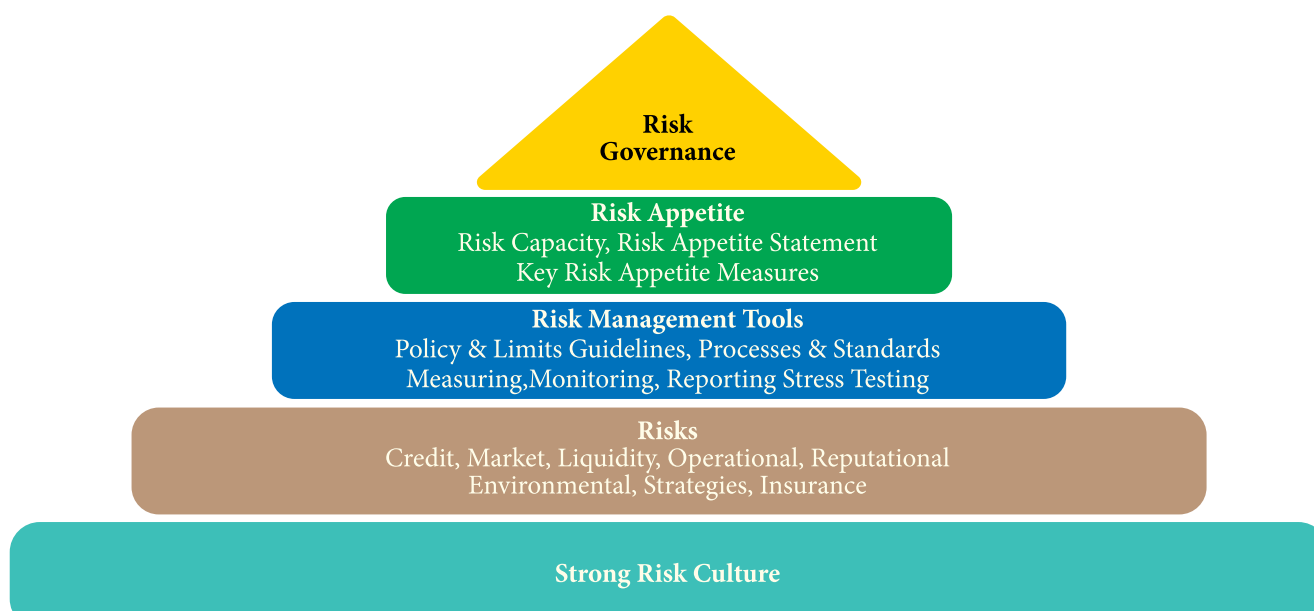 Risk
Governance
Risk Appetite
Risk Capacity, Risk Appetite Statement
Key Risk Appetite Measures
Risk Management Tools
Policy & Limits Guidelines, Processes & Standards
Measuring,Monitoring, Reporting Stress Testing
Risks
Credit, Market, Liquidity, Operational, Reputational
Environmental, Strategies, Insurance
Strong Risk Culture